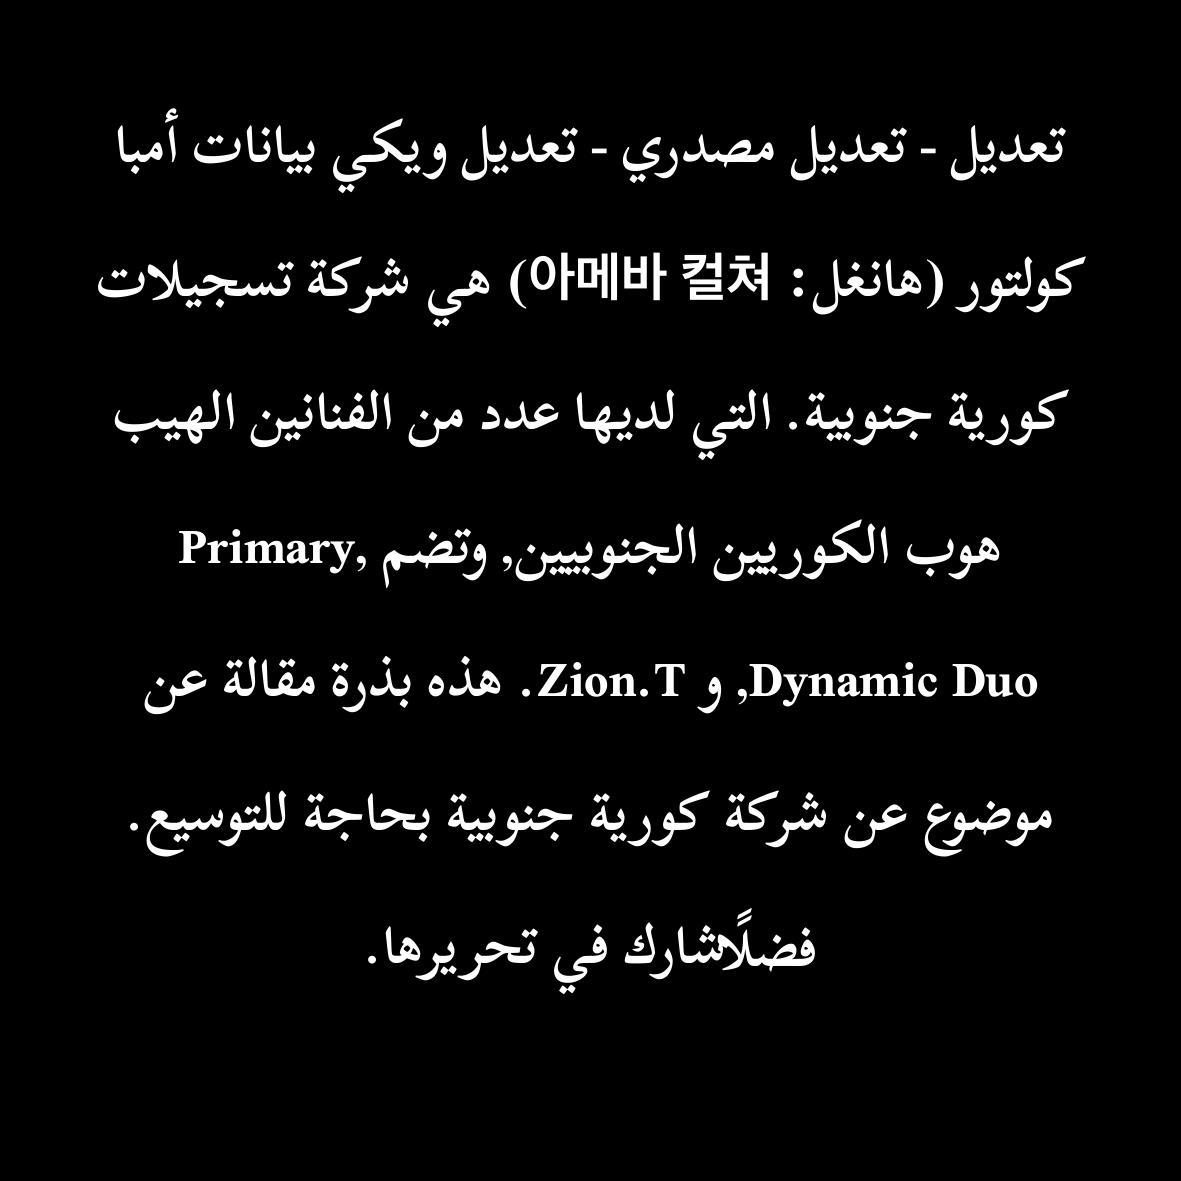 تعديل - تعديل مصدري - تعديل ويكي بيانات أمبا
كولتور (هانغل: 아메바 컬쳐) هي شركة تسجيلات
كورية جنوبية. التي لديها عدد من الفنانين الهيب
هوب الكوريين الجنوبيين, وتضم Primary,
Dynamic Duo, و Zion.T. هذه بذرة مقالة عن
موضوع عن شركة كورية جنوبية بحاجة للتوسيع.
فضلًاشارك في تحريرها.